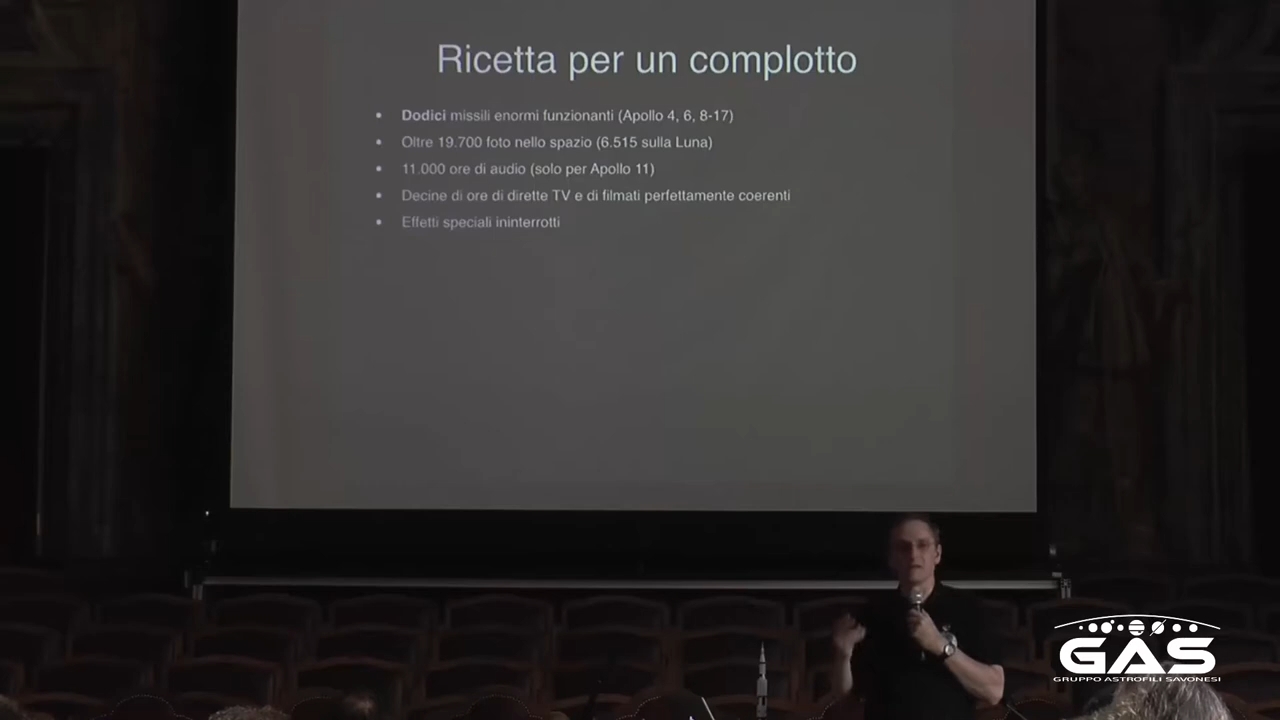 Ricetta per un complotto
Dodici missili enormi funzionanti (Apollo 4, 6, 8-17)
Oltre 19.700 foto nello spazio (6.515 sulla Luna)
11.000 ore di audio (solo per Apollo 11)
Decine di ore di dirette TV e di filmati perfettamente coerenti
Effetti speciali ininterrotti
GAS
GRUPPO ASTROFILI SAVONESI